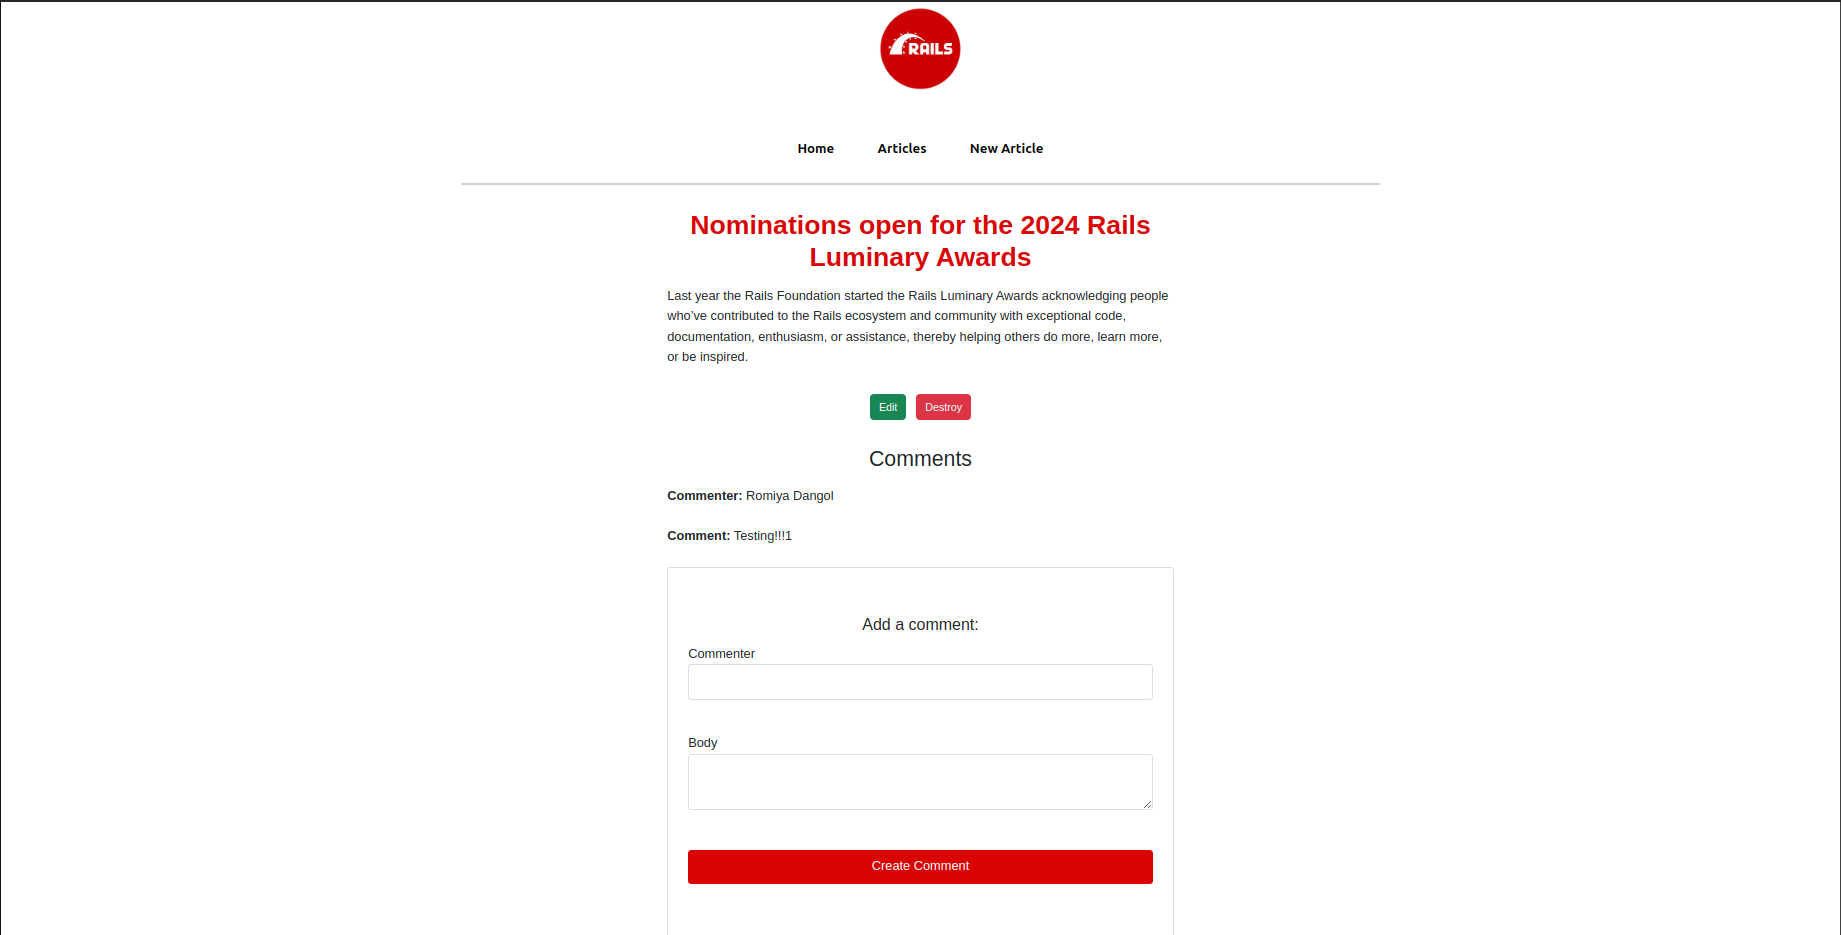 RAILS
Home Articles New Article
Nominations open for the 2024 Rails
Luminary Awards
Last year the Rails Foundation started the Rails Luminary Awards acknowledging people
who’ve contributed to the Rails ecosystem and community with exceptional code,
documentation, enthusiasm, or assistance, thereby helping others do more, learn more,
or be inspired.
Edit Destroy
Comments
Commenter: Romiya Dangol
Comment: Testing!!!1
Add a comment:
Commenter
Body
Create Comment